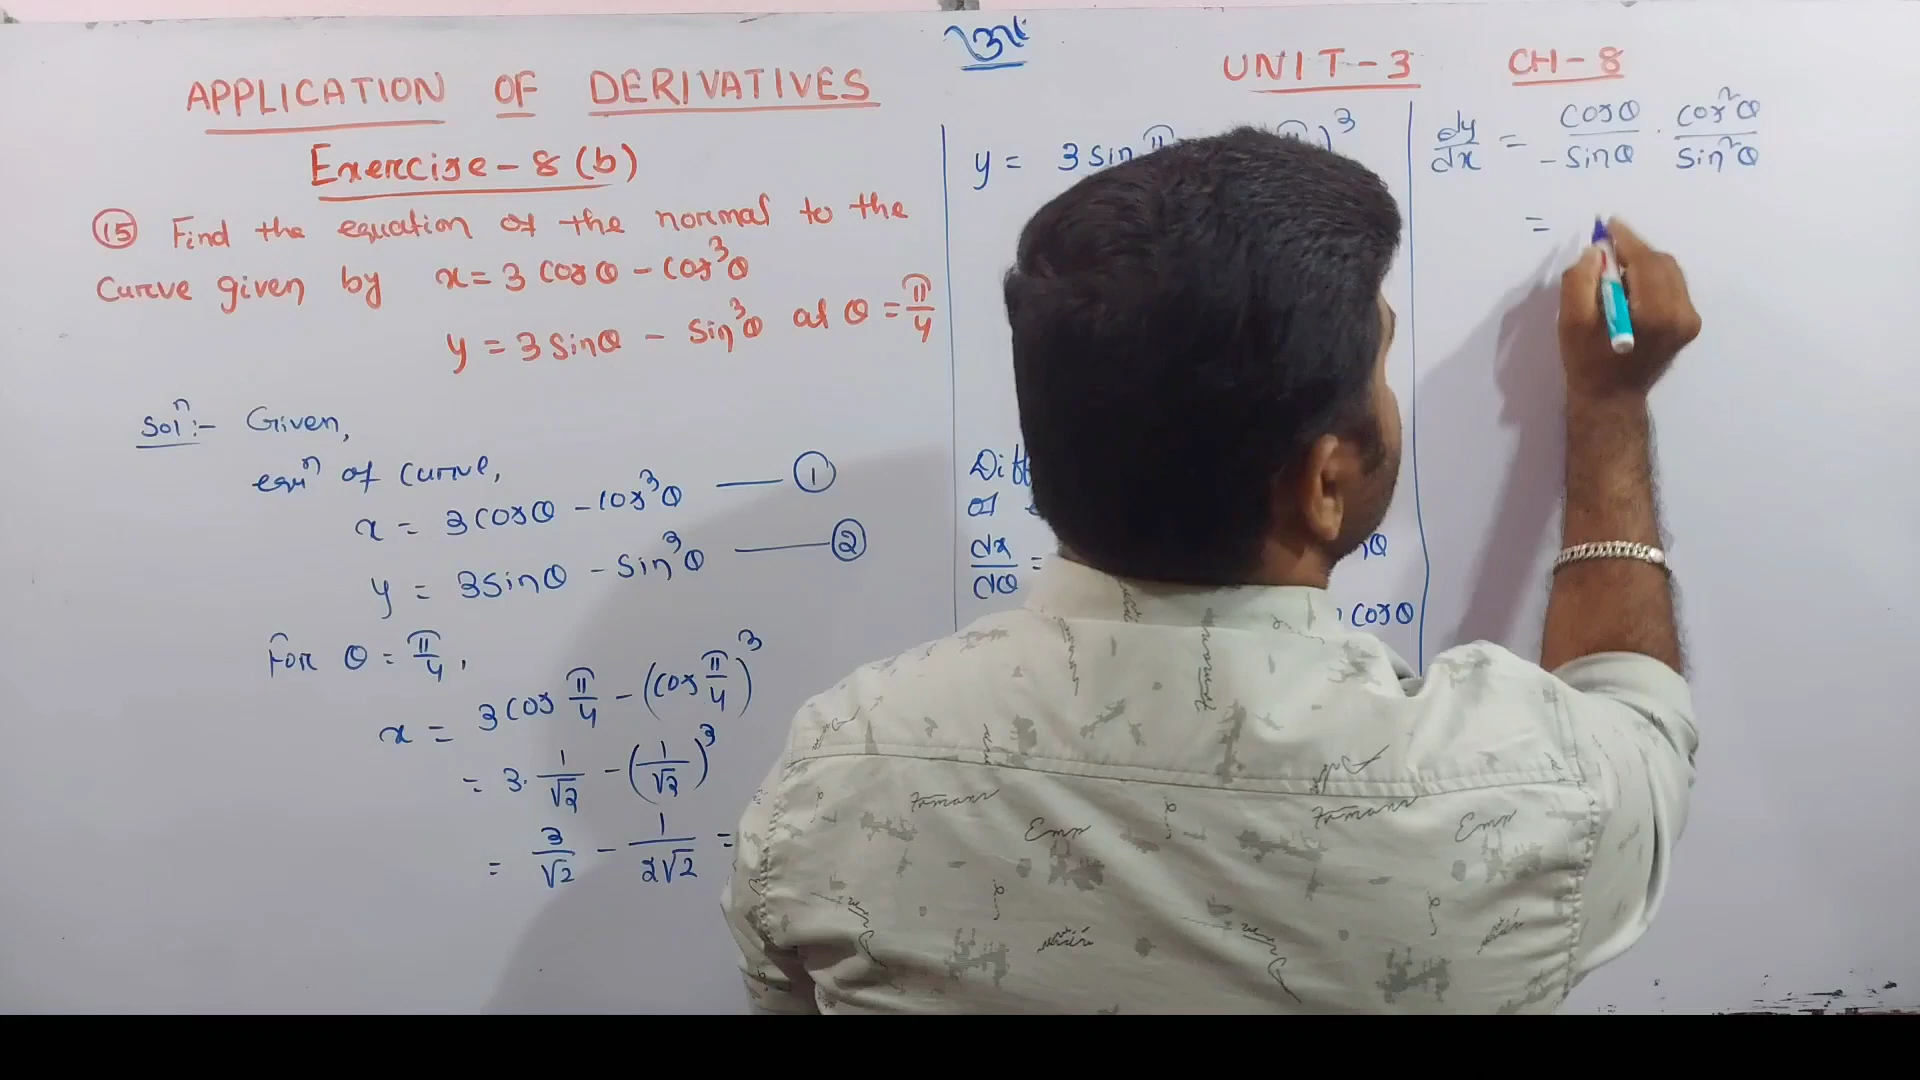 UNIT-3 CH-8
APPLICATION OF DERIVATIVES
Exercise-8(b)
(15) Find the equation of the normal to the
Curve given by x = 3 cosθ - cos³θ
y = 3 sinθ - sin³θ at θ = π/4
Solⁿ:- Given,
eqⁿ of curve,
x = 3cosθ - cos³θ —— (1)
y = 3sinθ - sin³θ —— (2)
For θ = π/4,
x = 3cos π/4 - (cos π/4)³
= 3. 1/√2 - (1/√2)³
= 3/√2 - 1/2√2 =
y = 3 sin π )³
dx/dθ =
nθ
cosθ
dy/dx = cosθ/-sinθ . cos²θ/sin²θ
=